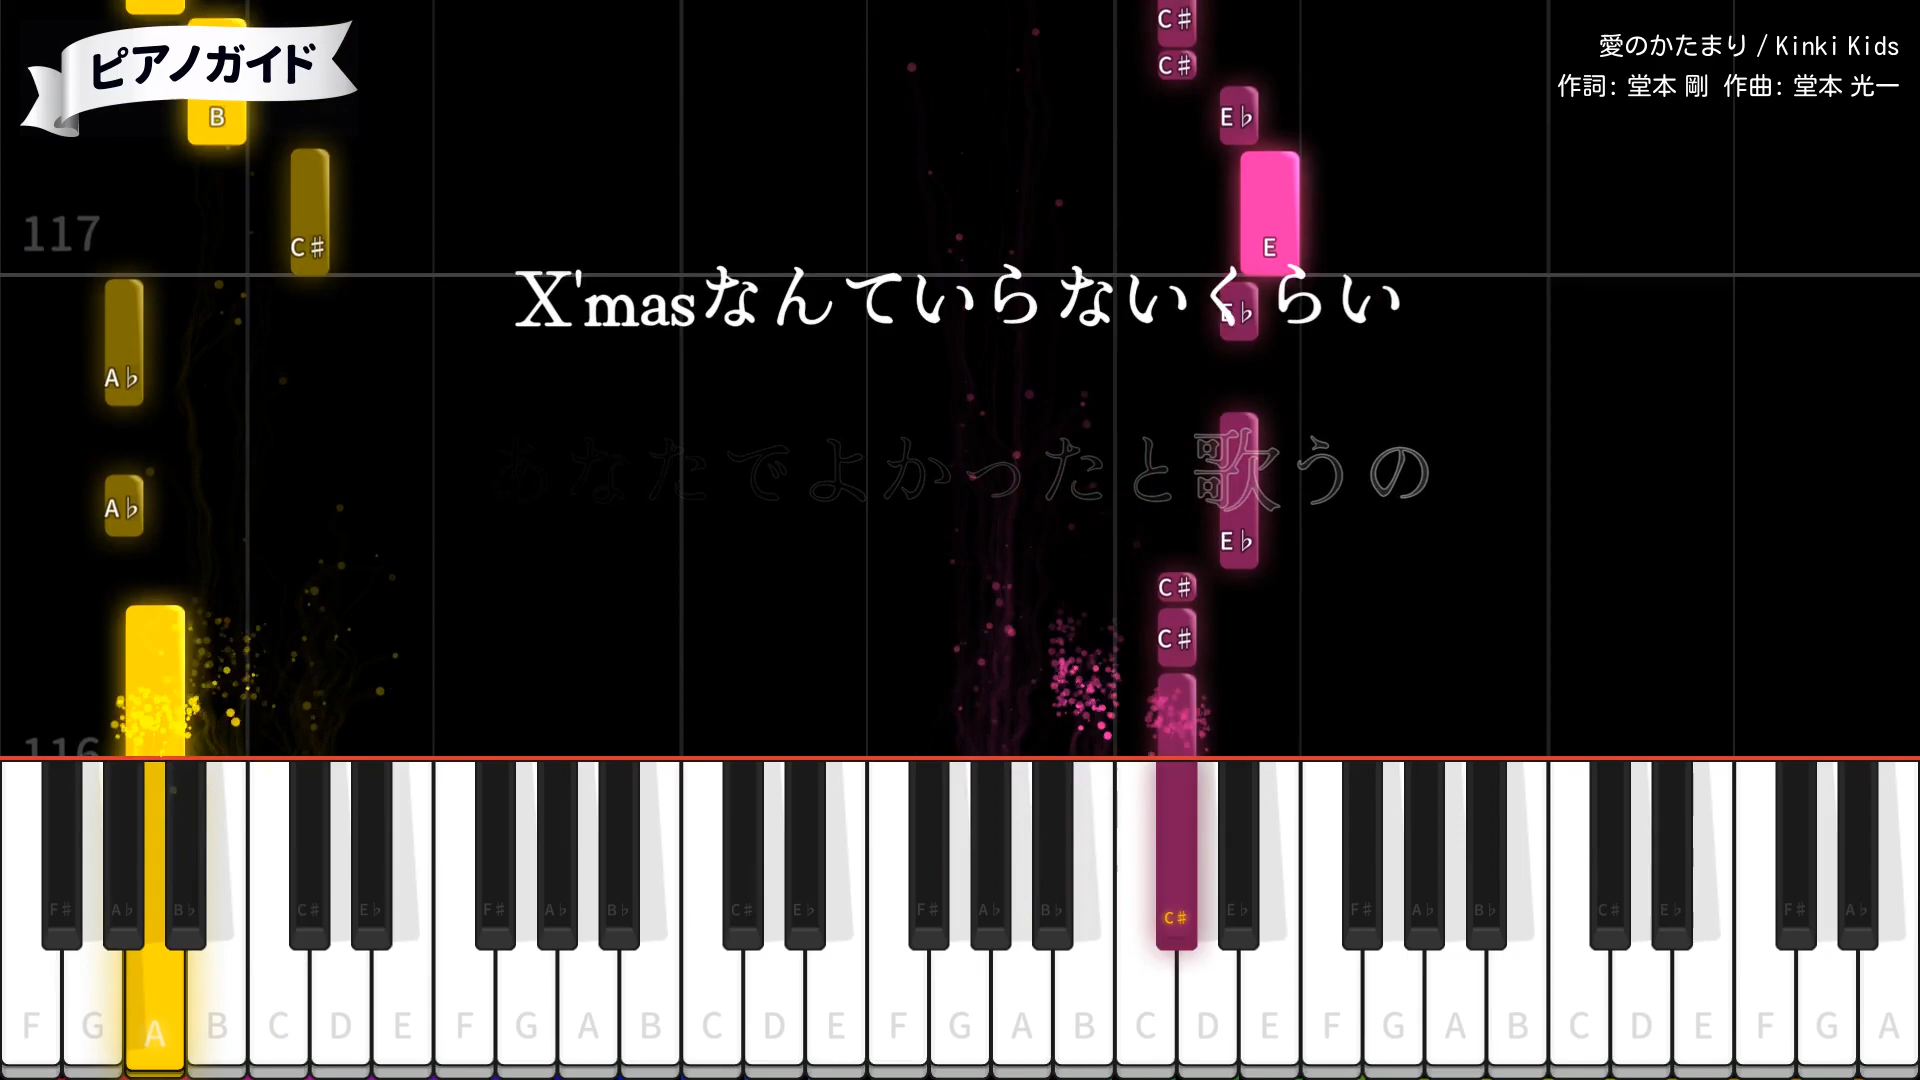 ピアノガイド
愛のかたまり / Kinki Kids
作詞: 堂本 剛 作曲: 堂本 光一
C♯
C♯
E♭
B
117
C♯
E
X'masなんていらないくらい
E♭
A♭
あなたでよかったと歌うの
A♭
E♭
C♯
C♯
116
F♯ A♭ B♭ C♯ E♭ F♯ A♭ B♭ C♯ E♭ F♯ A♭ B♭ C♯ E♭ F♯ A♭ B♭ C♯ E♭ F♯ A♭
F G A B C D E F G A B C D E F G A B C D E F G A B C D E F G A